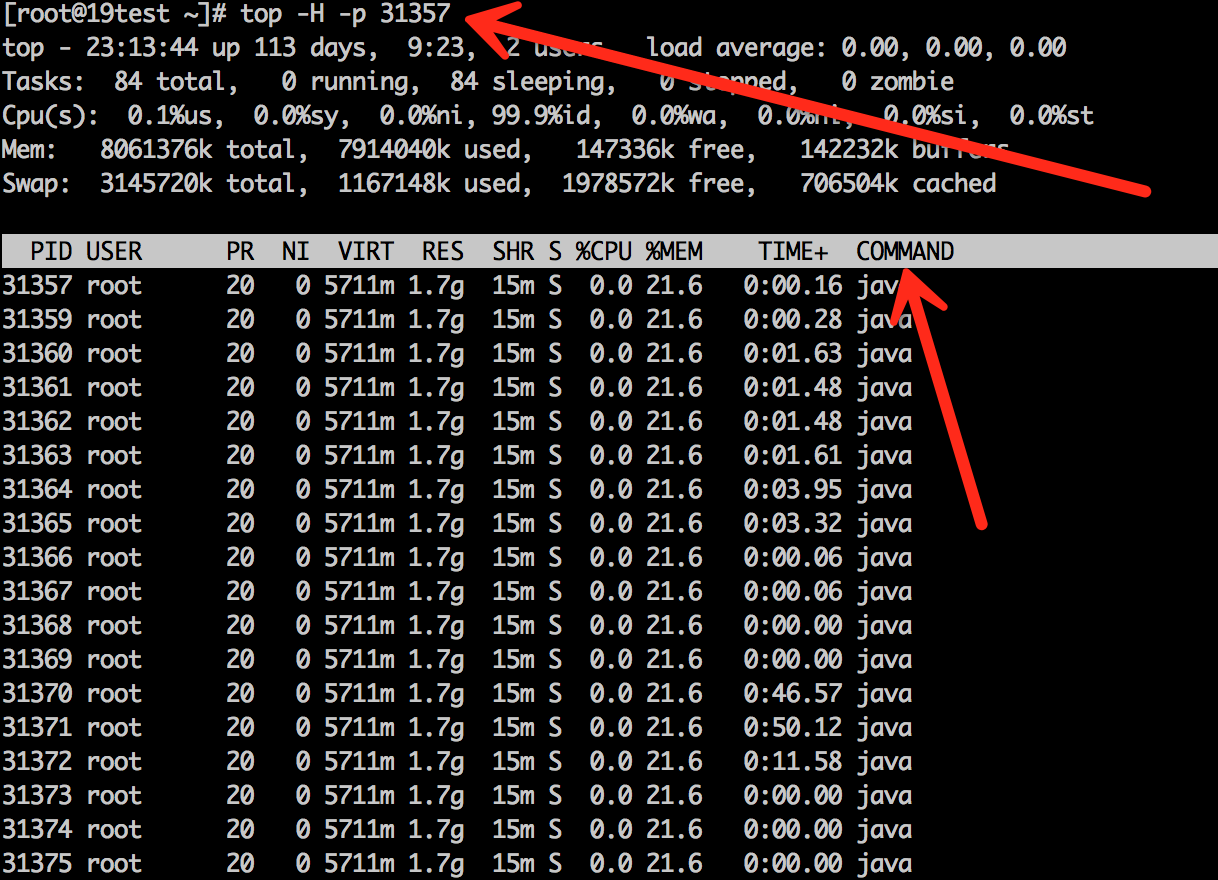 [root@19test ~]# top -H -p 31357
top - 23:13:44 up 113 days,  9:23,  2 users,  load average: 0.00, 0.00, 0.00
Tasks:  84 total,   0 running,  84 sleeping,   0 stopped,   0 zombie
Cpu(s):  0.1%us,  0.0%sy,  0.0%ni, 99.9%id,  0.0%wa,  0.0%hi,  0.0%si,  0.0%st
Mem:   8061376k total,  7914040k used,   147336k free,   142232k buffers
Swap:  3145720k total,  1167148k used,  1978572k free,   706504k cached
PID USER      PR  NI  VIRT  RES  SHR S %CPU %MEM    TIME+  COMMAND
31357 root      20   0 5711m 1.7g  15m S  0.0 21.6   0:00.16 java
31359 root      20   0 5711m 1.7g  15m S  0.0 21.6   0:00.28 java
31360 root      20   0 5711m 1.7g  15m S  0.0 21.6   0:01.63 java
31361 root      20   0 5711m 1.7g  15m S  0.0 21.6   0:01.48 java
31362 root      20   0 5711m 1.7g  15m S  0.0 21.6   0:01.48 java
31363 root      20   0 5711m 1.7g  15m S  0.0 21.6   0:01.61 java
31364 root      20   0 5711m 1.7g  15m S  0.0 21.6   0:03.95 java
31365 root      20   0 5711m 1.7g  15m S  0.0 21.6   0:03.32 java
31366 root      20   0 5711m 1.7g  15m S  0.0 21.6   0:00.06 java
31367 root      20   0 5711m 1.7g  15m S  0.0 21.6   0:00.06 java
31368 root      20   0 5711m 1.7g  15m S  0.0 21.6   0:00.00 java
31369 root      20   0 5711m 1.7g  15m S  0.0 21.6   0:00.00 java
31370 root      20   0 5711m 1.7g  15m S  0.0 21.6   0:46.57 java
31371 root      20   0 5711m 1.7g  15m S  0.0 21.6   0:50.12 java
31372 root      20   0 5711m 1.7g  15m S  0.0 21.6   0:11.58 java
31373 root      20   0 5711m 1.7g  15m S  0.0 21.6   0:00.00 java
31374 root      20   0 5711m 1.7g  15m S  0.0 21.6   0:00.00 java
31375 root      20   0 5711m 1.7g  15m S  0.0 21.6   0:00.00 java